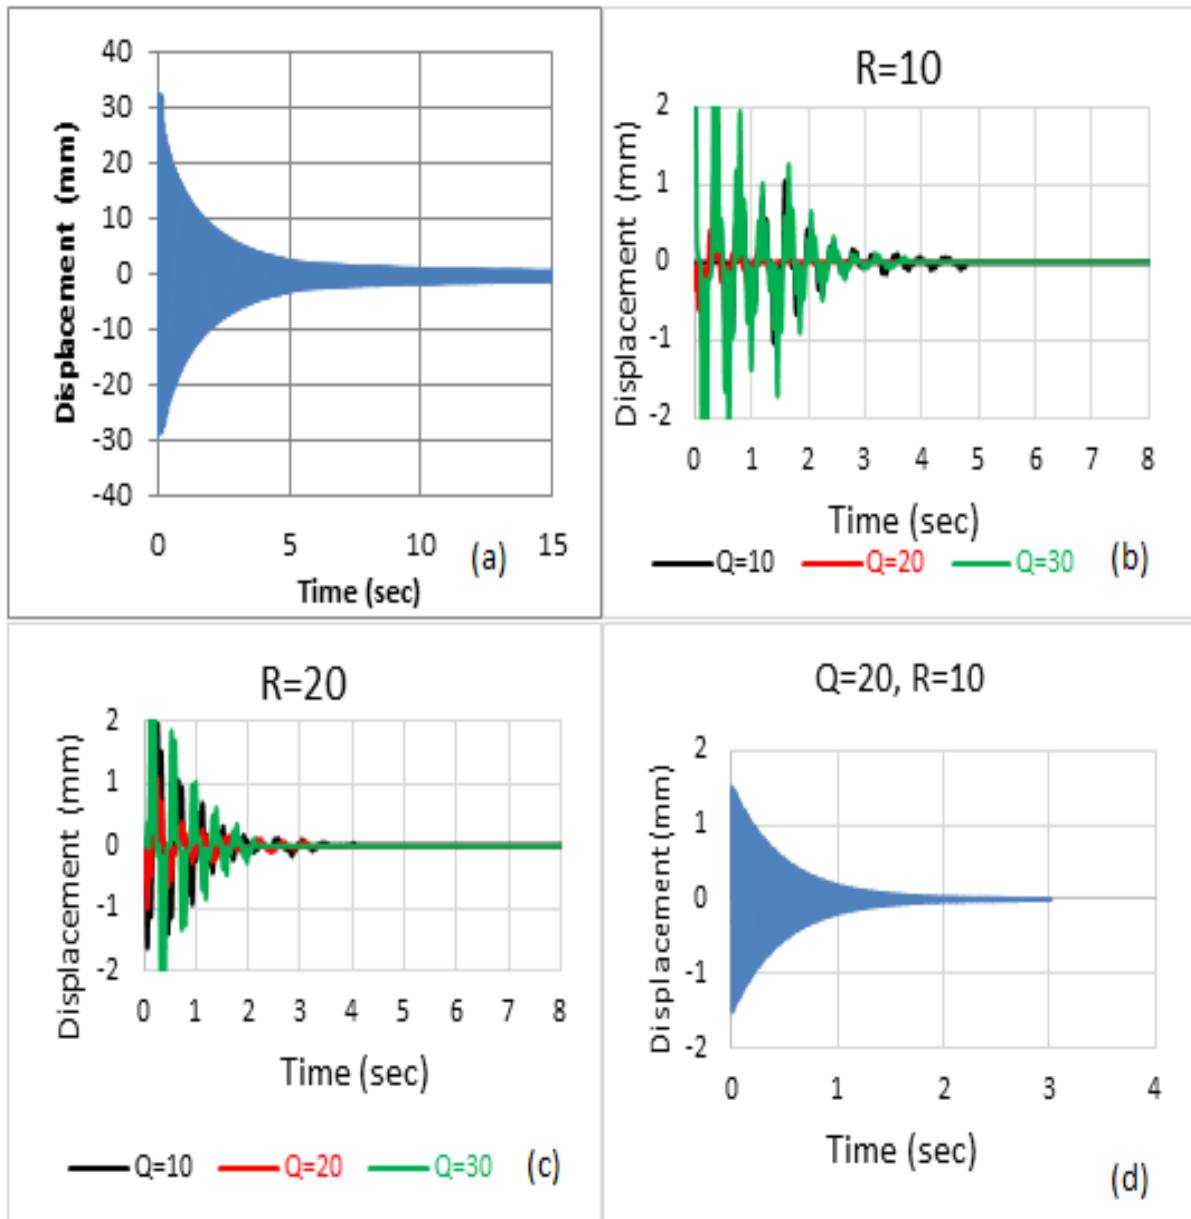 40
30
20
10
0
-10
-20
-30
-40
Displacement (mm)
0 5 10 15
Time (sec)
(a)
R=10
2
1
0
-1
-2
Displacement (mm)
0 1 2 3 4 5 6 7 8
Time (sec)
Q=10 Q=20 Q=30
(b)
R=20
2
1
0
-1
-2
Displacement (mm)
0 1 2 3 4 5 6 7 8
Time (sec)
Q=10 Q=20 Q=30
(c)
Q=20, R=10
2
1
0
-1
-2
Displacement (mm)
0 1 2 3 4
Time (sec)
(d)